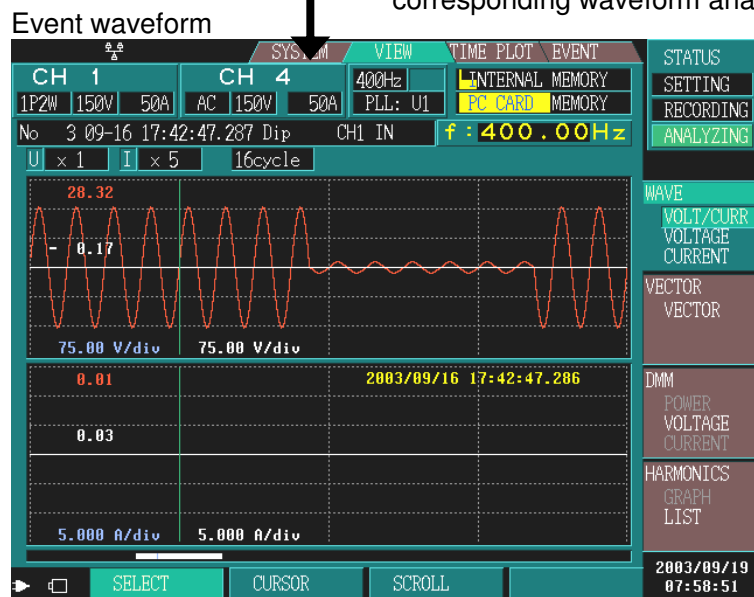 corresponding waveform ana
Event waveform
SYSTEM VIEW TIME PLOT EVENT
STATUS
SETTING
RECORDING
ANALYZING
CH 1 CH 4 400Hz INTERNAL MEMORY
1P2W 150V 50A AC 150V 50A PLL: U1 PC CARD MEMORY
No 3 09-16 17:42:47.287 Dip CH1 IN f:400.00Hz
U x 1 I x 5 16cycle
28.32
- 0.17
75.00 V/div 75.00 V/div
0.01 2003/09/16 17:42:47.286
0.03
5.000 A/div 5.000 A/div
WAVE
VOLT/CURR
VOLTAGE
CURRENT
VECTOR
VECTOR
DMM
POWER
VOLTAGE
CURRENT
HARMONICS
GRAPH
LIST
SELECT CURSOR SCROLL
2003/09/19
07:58:51